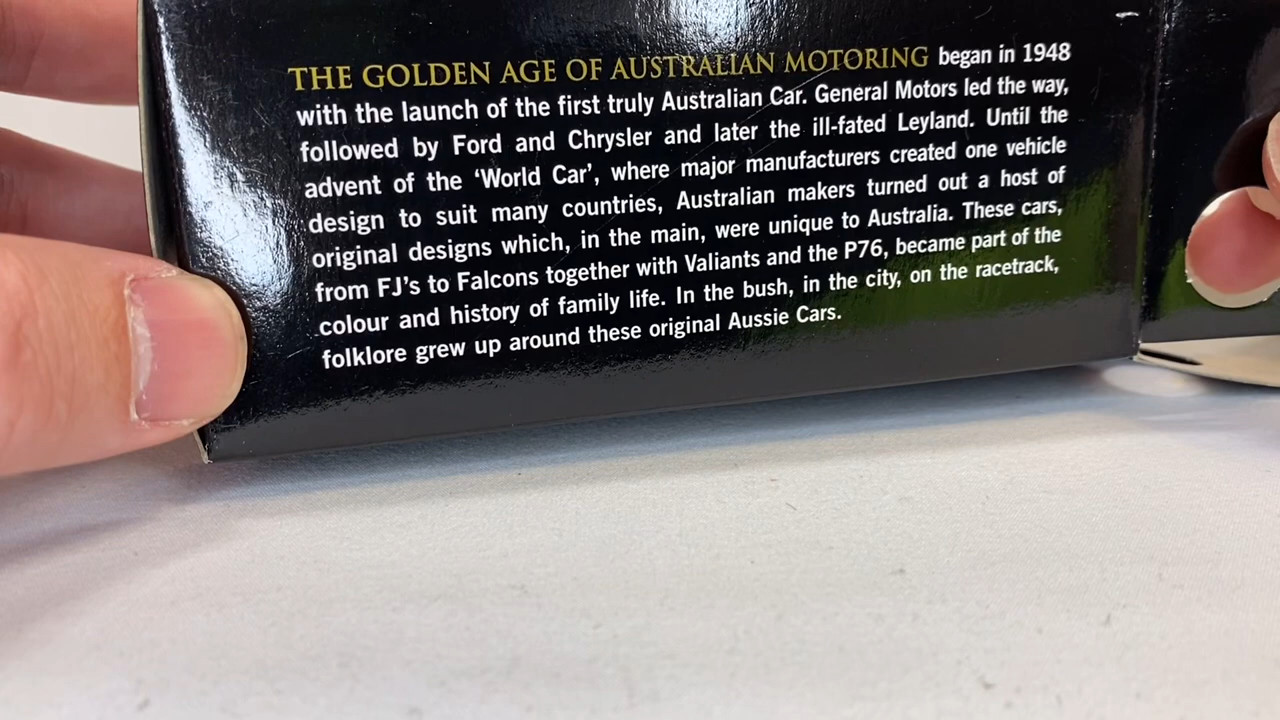 THE GOLDEN AGE OF AUSTRALIAN MOTORING began in 1948
with the launch of the first truly Australian Car. General Motors led the way,
followed by Ford and Chrysler and later the ill-fated Leyland. Until the
advent of the ‘World Car’, where major manufacturers created one vehicle
design to suit many countries, Australian makers turned out a host of
original designs which, in the main, were unique to Australia. These cars,
from FJ's to Falcons together with Valiants and the P76, became part of the
colour and history of family life. In the bush, in the city, on the racetrack,
folklore grew up around these original Aussie Cars.